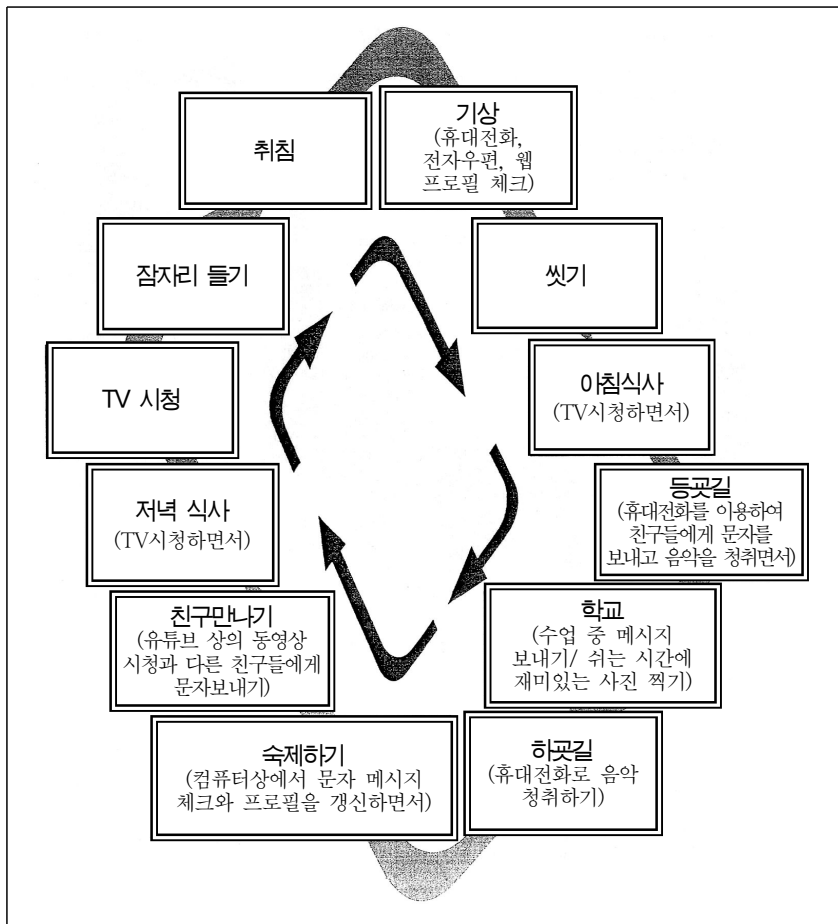 기상
(휴대전화,
전자우편, 웹
프로필 체크)
씻기
아침식사
(TV시청하면서)
등굣길
(휴대전화를 이용하여
친구들에게 문자를
보내고 음악을 청취면서)
학교
(수업 중 메시지
보내기/ 쉬는 시간에
재미있는 사진 찍기)
하굣길
(휴대전화로 음악
청취하기)
숙제하기
(컴퓨터상에서 문자 메시지
체크와 프로필을 갱신하면서)
친구만나기
(유튜브 상의 동영상
시청과 다른 친구들에게
문자보내기)
저녁 식사
(TV시청하면서)
TV 시청
잠자리 들기
취침